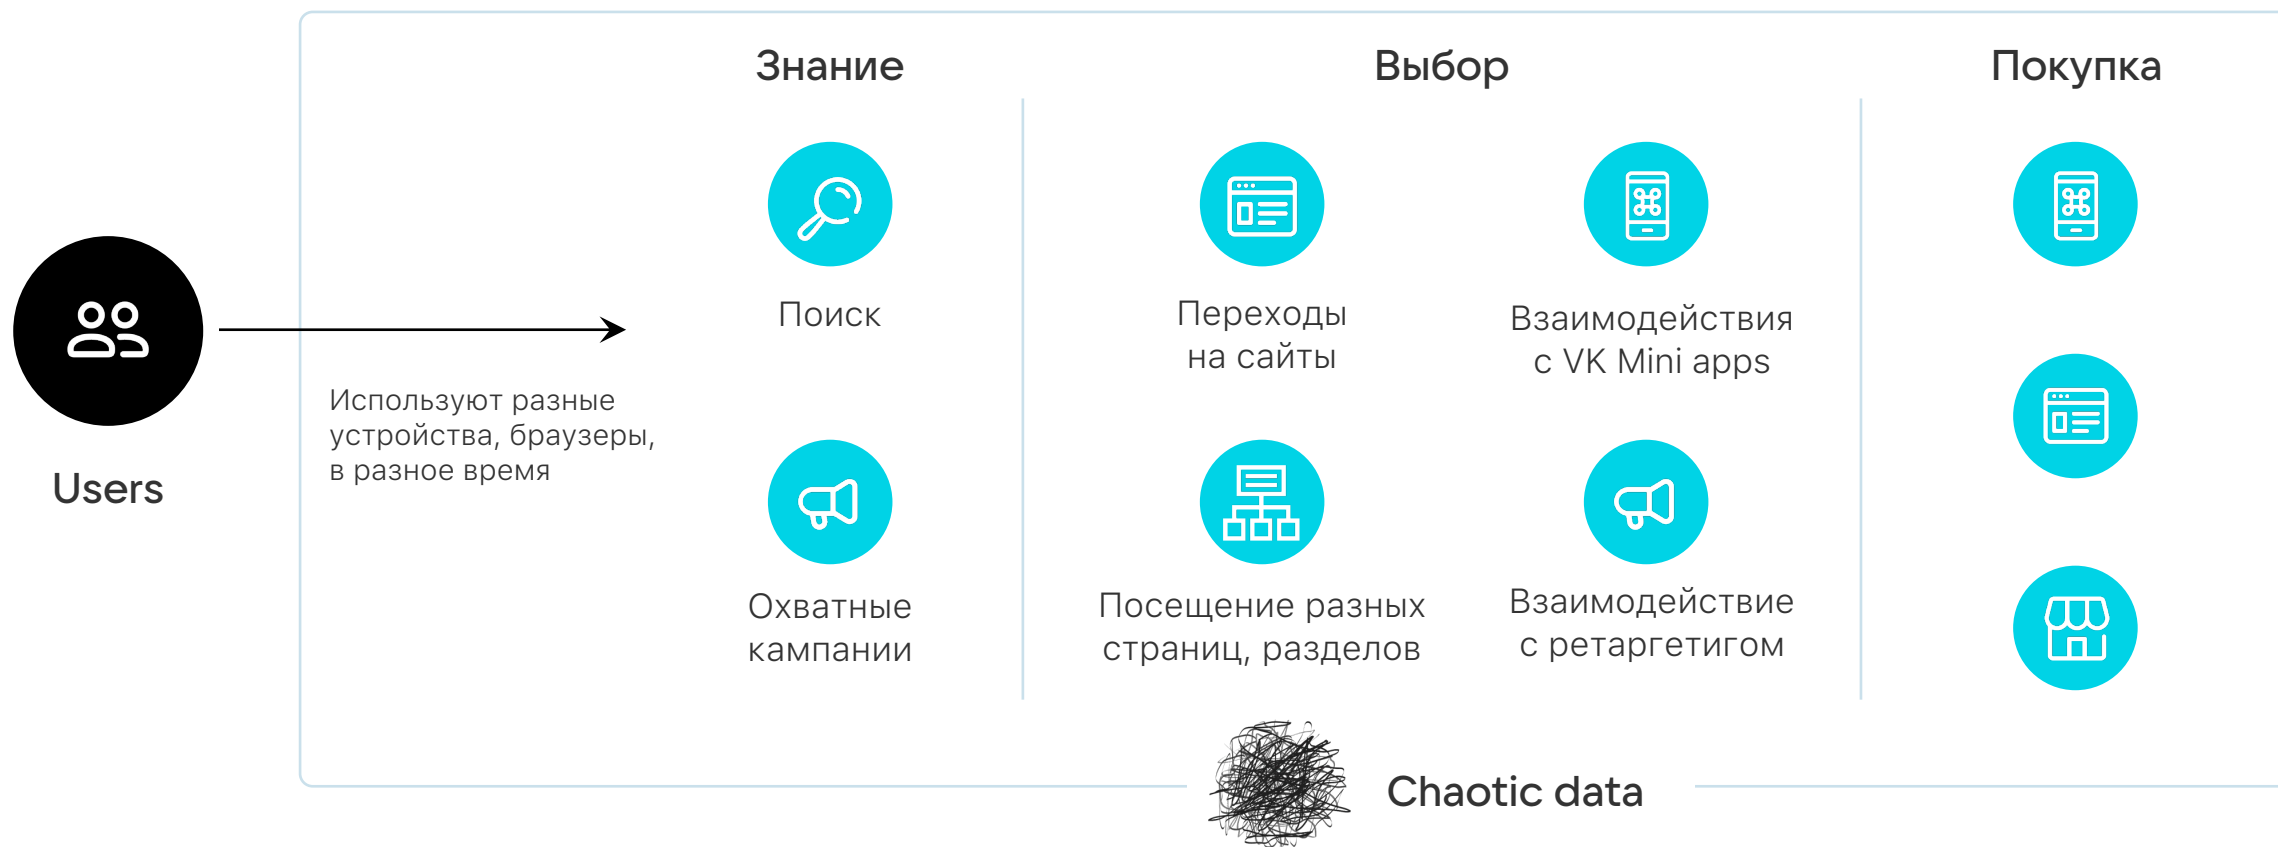 Знание
Выбор
Покупка
Users
Используют разные
устройства, браузеры,
в разное время
Поиск
Охватные
кампании
Переходы
на сайты
Взаимодействия
с VK Mini apps
Посещение разных
страниц, разделов
Взаимодействие
с ретаргетигом
Chaotic data